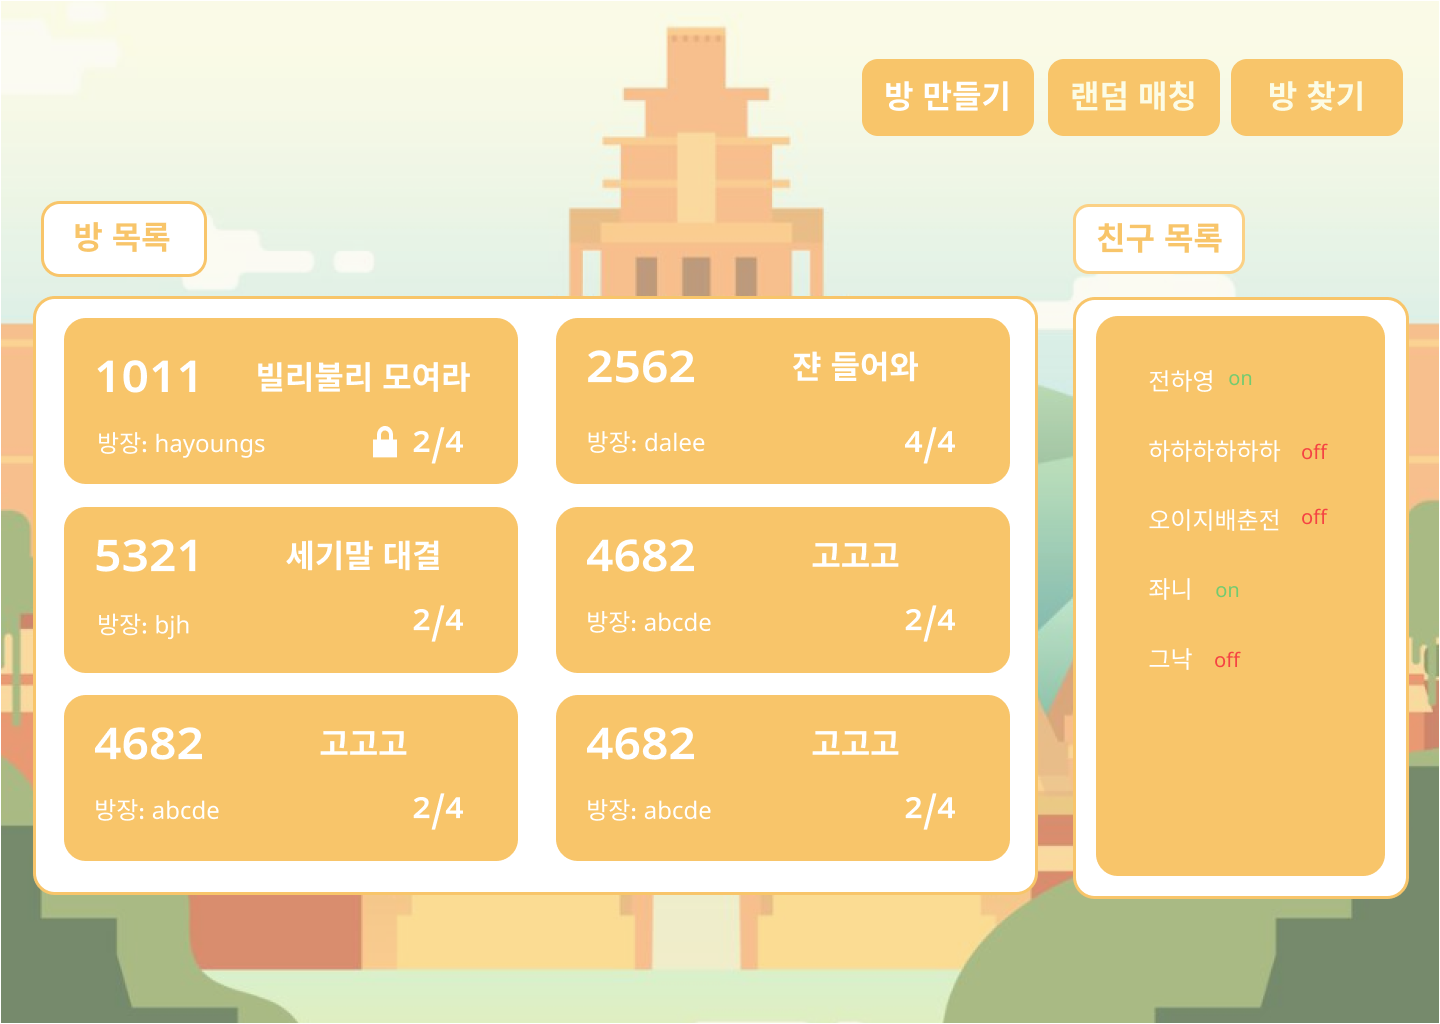 방 만들기
랜덤 매칭
방 찾기
방 목록
친구 목록
1011 빌리불리 모여라
방장: hayoungs 2/4
2562 쟌 들어와
방장: dalee 4/4
5321 세기말 대결
방장: bjh 2/4
4682 고고고
방장: abcde 2/4
4682 고고고
방장: abcde 2/4
4682 고고고
방장: abcde 2/4
전하영 on
하하하하하하 off
오이지배춘전 off
좌니 on
그낙 off